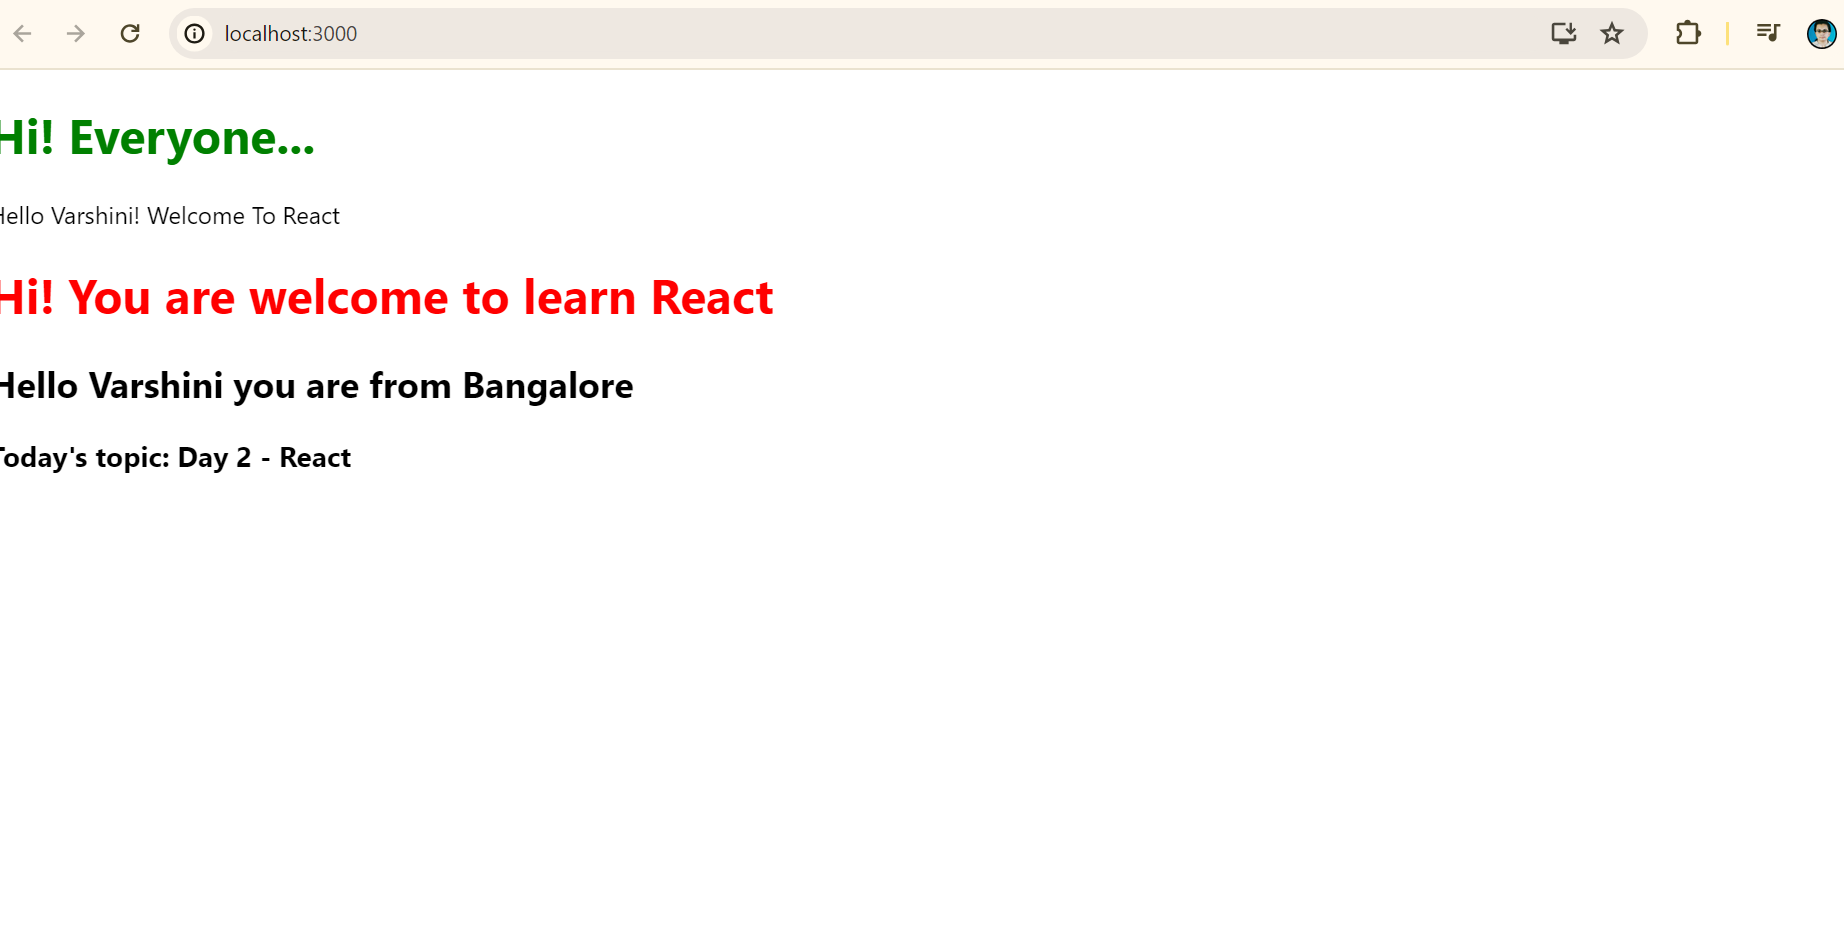 localhost:3000
Hi! Everyone...
Hello Varshini! Welcome To React
Hi! You are welcome to learn React
Hello Varshini you are from Bangalore
Today's topic: Day 2 - React